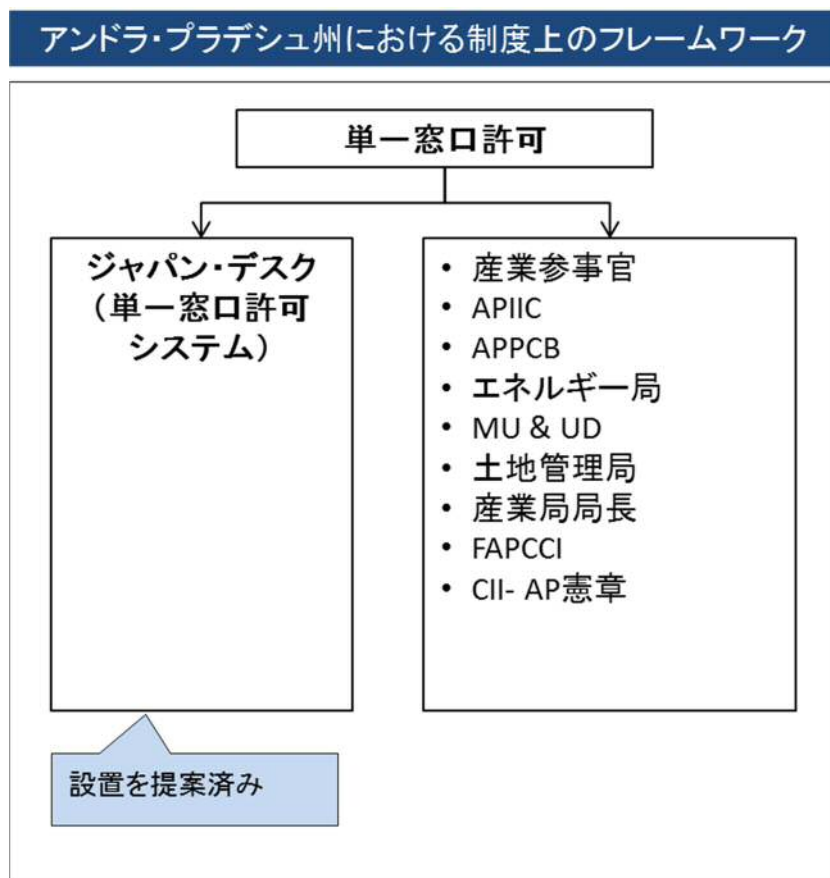 アンドラ・プラデシュ州における制度上のフレームワーク
単一窓口許可
ジャパン・デスク
（単一窓口許可
システム）
• 産業参事官
• APIIC
• APPCB
• エネルギー局
• MU & UD
• 土地管理局
• 産業局局長
• FAPCCI
• CII- AP憲章
設置を提案済み